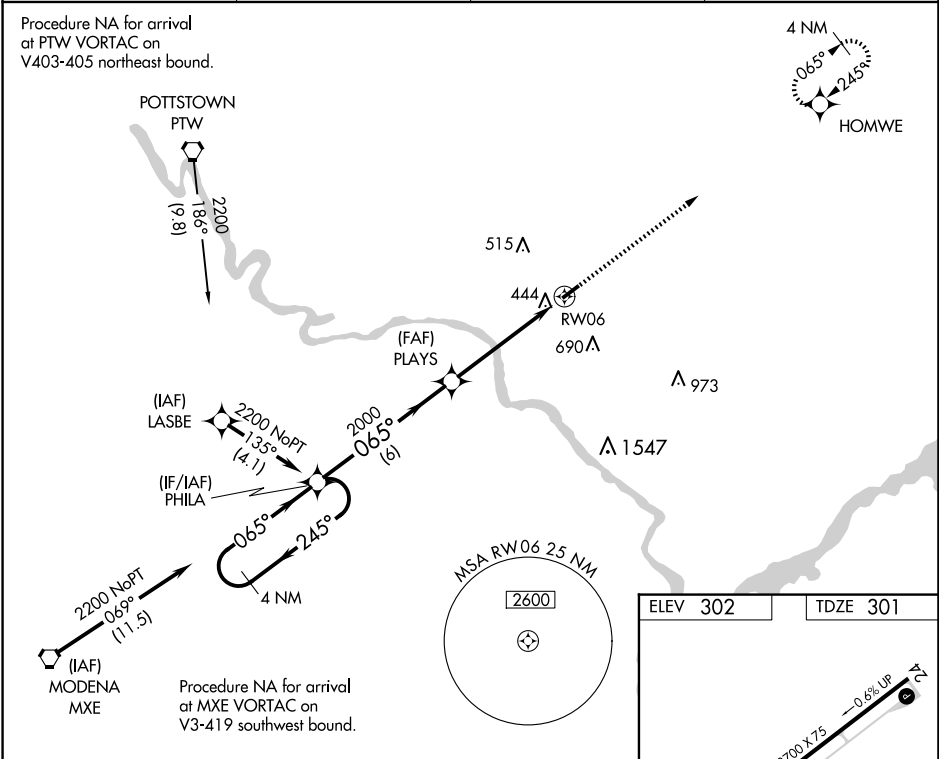 Procedure NA for arrival
at PTW VORTAC on
V403-405 northeast bound.
4 NM
065°
245°
HOMWE
POTTSTOWN
PTW
2200
186°
(9.8)
515
444
RW06
690
(FAF)
PLAYS
973
(IAF)
LASBE
2200 NoPT
135°
(4.1)
2000
065°
(6)
1547
(IF/IAF)
PHILA
065°
245°
4 NM
MSA RW06 25 NM
2600
2200 NoPT
069°
(11.5)
(IAF)
MODENA
MXE
Procedure NA for arrival
at MXE VORTAC on
V3-419 southwest bound.
ELEV 302
TDZE 301
24
P
0.6% UP
700 X 75